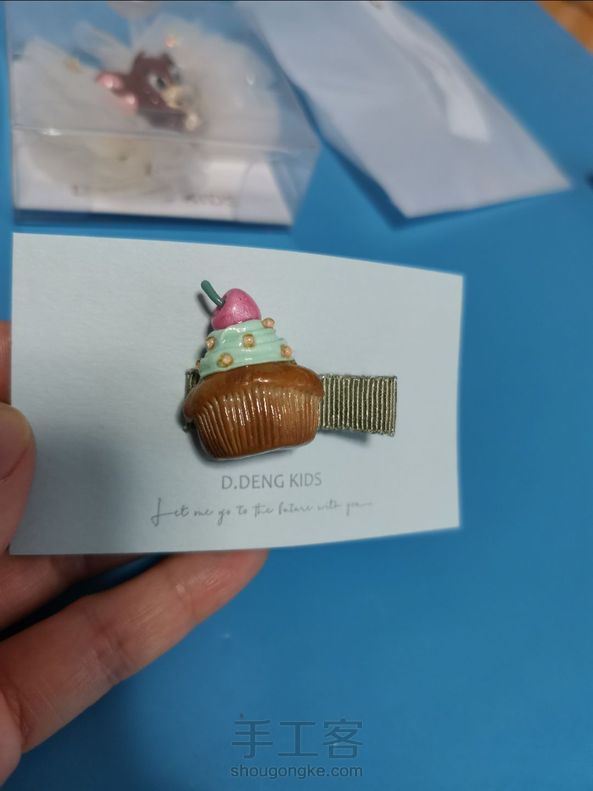 D.DENG KIDS
Let me go to the future with you
手工客
shougongke.com